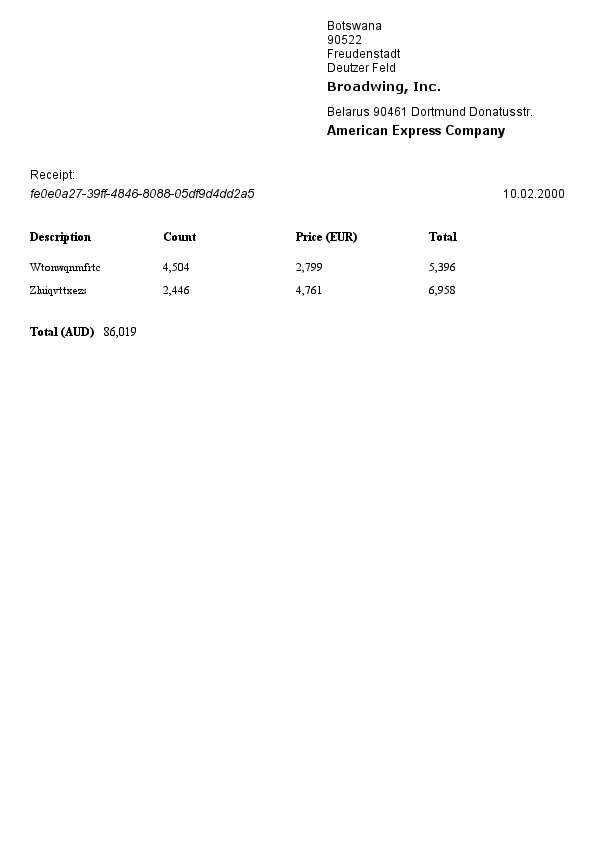 Botswana
90522
Freudenstadt
Deutzer Feld
Broadwing, Inc.
Belarus 90461 Dortmund Donatusstr.
American Express Company
Receipt:
fe0e0a27-39ff-4846-8088-05df9d4dd2a5 10.02.2000
Description Count Price (EUR) Total
Wtonwqnmfrtc 4,504 2,799 5,396
Zluiqvttxezs 2,446 4,761 6,958
Total (AUD) 86,019